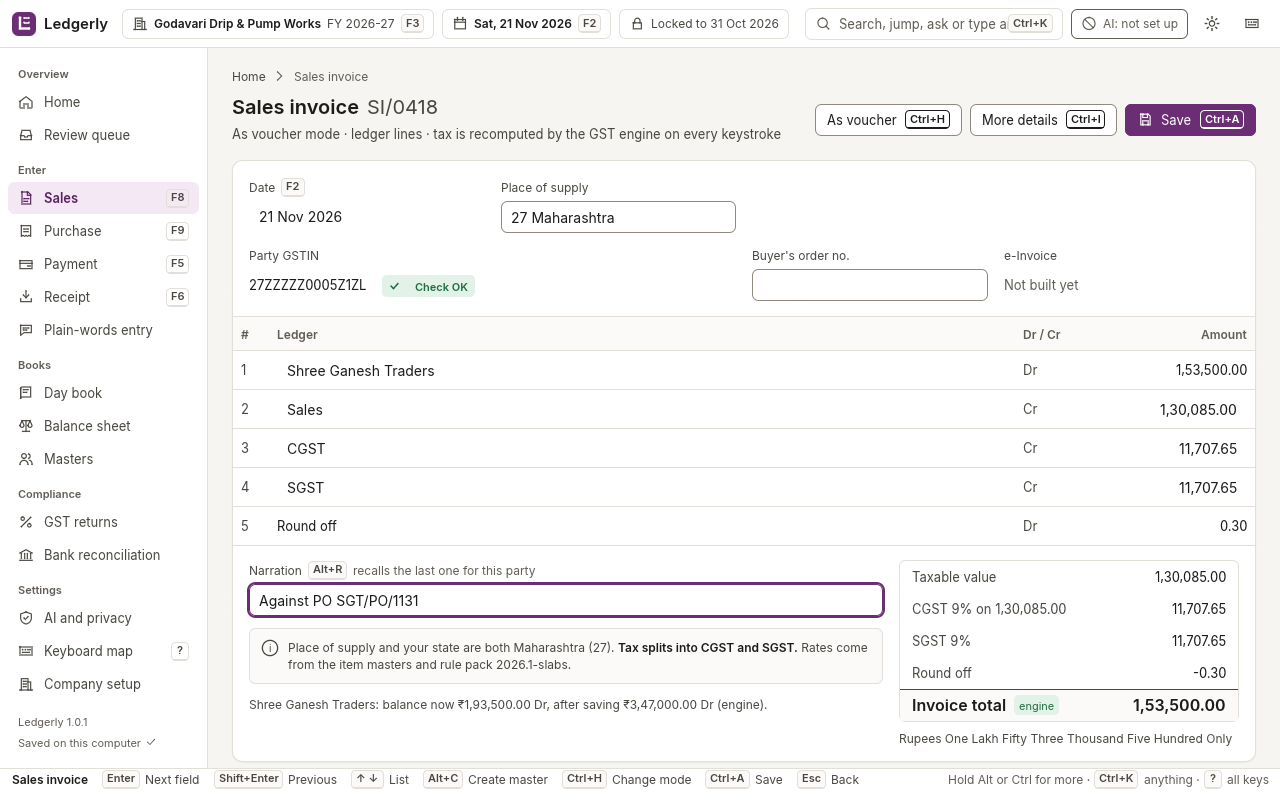 Ledgerly
Godavari Drip & Pump Works FY 2026-27 F3
Sat, 21 Nov 2026 F2
Locked to 31 Oct 2026
Search, jump, ask or type a Ctrl+K
AI: not set up
Overview
Home
Review queue
Enter
Sales F8
Purchase F9
Payment F5
Receipt F6
Plain-words entry
Books
Day book
Balance sheet
Masters
Compliance
GST returns
Bank reconciliation
Settings
AI and privacy
Keyboard map ?
Company setup
Ledgerly 1.0.1
Saved on this computer
Home > Sales invoice
Sales invoice SI/0418
As voucher mode · ledger lines · tax is recomputed by the GST engine on every keystroke
As voucher Ctrl+H
More details Ctrl+I
Save Ctrl+A
Date F2
21 Nov 2026
Place of supply
27 Maharashtra
Party GSTIN
27ZZZZZ0005Z1ZL Check OK
Buyer's order no.
e-Invoice
Not built yet
# Ledger Dr / Cr Amount
1 Shree Ganesh Traders Dr 1,53,500.00
2 Sales Cr 1,30,085.00
3 CGST Cr 11,707.65
4 SGST Cr 11,707.65
5 Round off Dr 0.30
Narration Alt+R recalls the last one for this party
Against PO SGT/PO/1131
Place of supply and your state are both Maharashtra (27). Tax splits into CGST and SGST. Rates come
from the item masters and rule pack 2026.1-slabs.
Shree Ganesh Traders: balance now ₹1,93,500.00 Dr, after saving ₹3,47,000.00 Dr (engine).
Taxable value 1,30,085.00
CGST 9% on 1,30,085.00 11,707.65
SGST 9% 11,707.65
Round off -0.30
Invoice total engine 1,53,500.00
Rupees One Lakh Fifty Three Thousand Five Hundred Only
Sales invoice Enter Next field Shift+Enter Previous ↑ ↓ List Alt+C Create master Ctrl+H Change mode Ctrl+A Save Esc Back Hold Alt or Ctrl for more · Ctrl+K anything · ? all keys